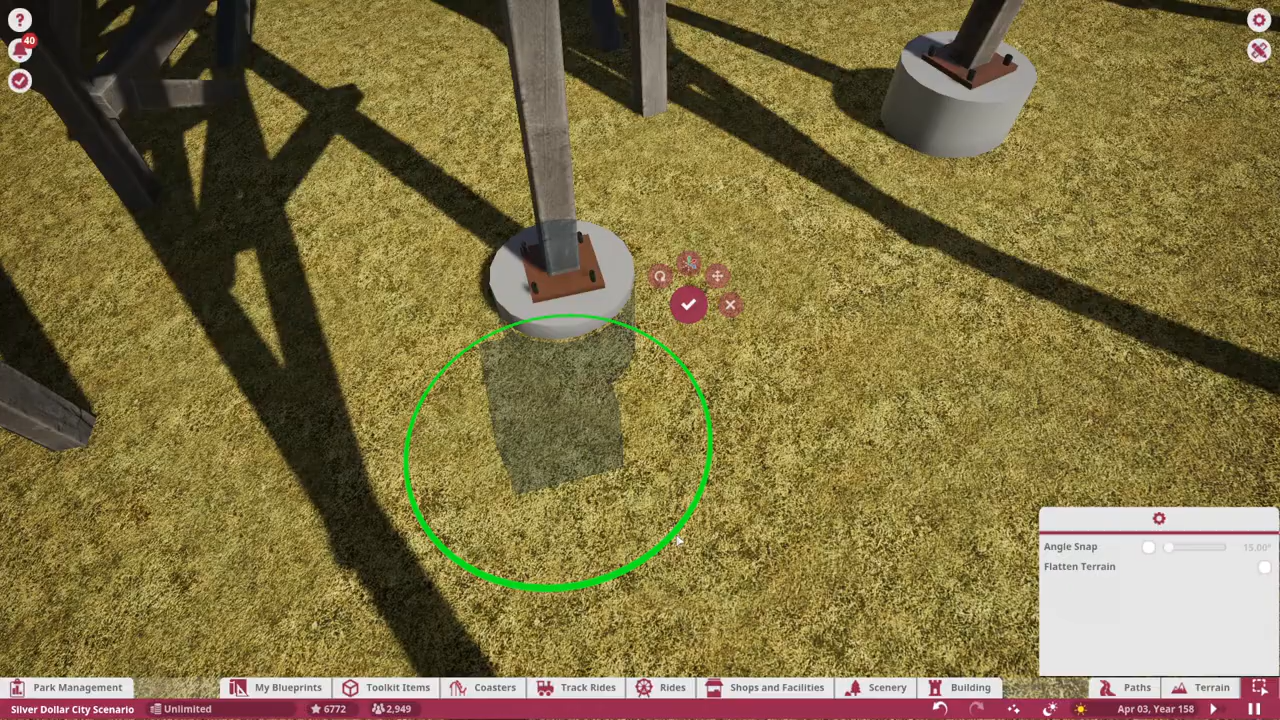 ?
40
Angle Snap 15.00°
Flatten Terrain
Park Management My Blueprints Toolkit Items Coasters Track Rides Rides Shops and Facilities Scenery Building Paths Terrain
Silver Dollar City Scenario Unlimited 6772 2,949 Apr 03, Year 158